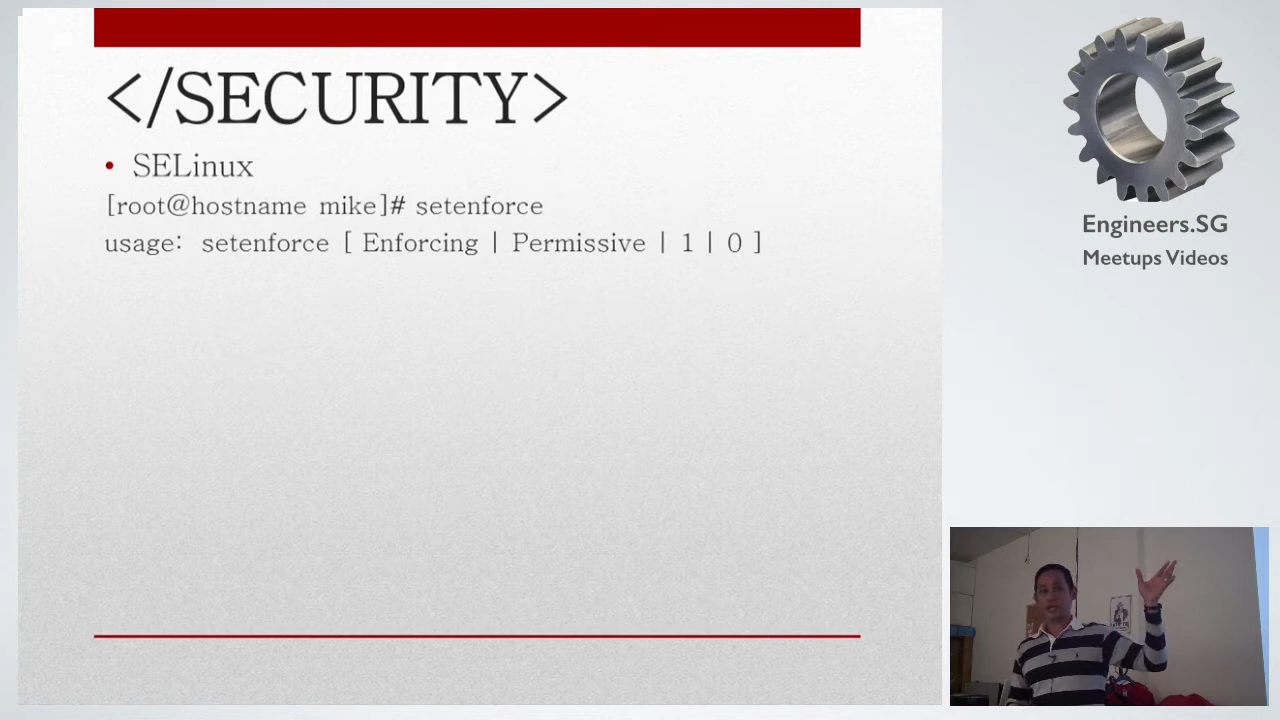 </SECURITY>
• SELinux
[root@hostname mike]# setenforce
usage: setenforce [ Enforcing | Permissive | 1 | 0 ]
Engineers.SG
Meetups Videos